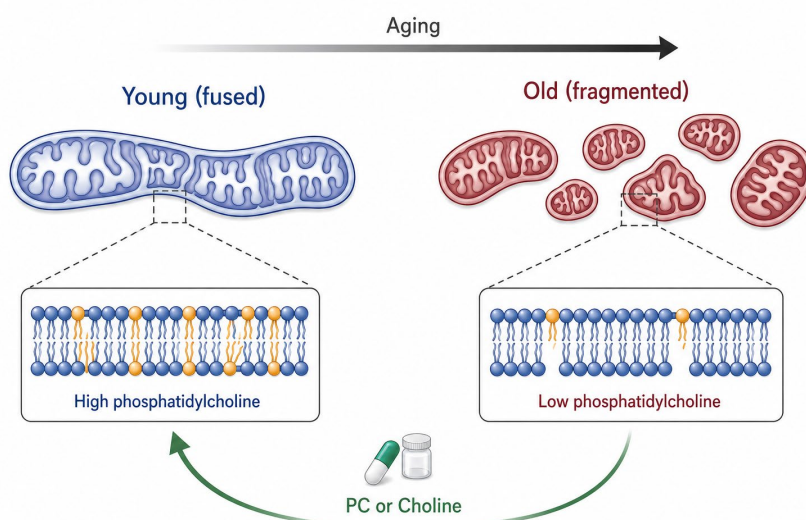 Aging
Young (fused)
Old (fragmented)
High phosphatidylcholine
Low phosphatidylcholine
PC or Choline